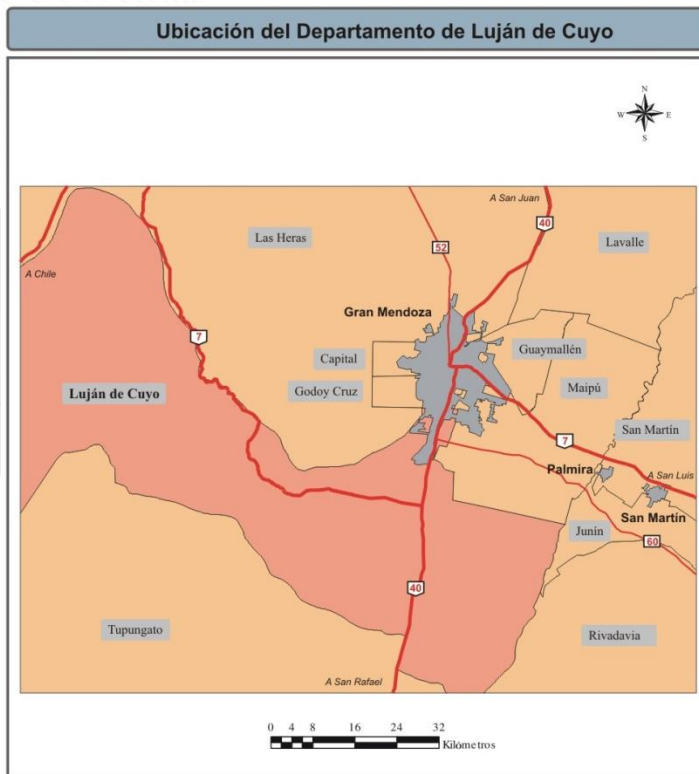 Ubicación del Departamento de Luján de Cuyo
N
W E
S
A San Juan
40
Las Heras
52
Lavalle
A Chile
Gran Mendoza
7
Capital
Guaymallén
Godoy Cruz
Maipú
Luján de Cuyo
San Martín
7
Palmira
A San Luis
San Martín
Junín
60
40
Tupungato
Rivadavia
A San Rafael
0 4 8 16 24 32
Kilómetros